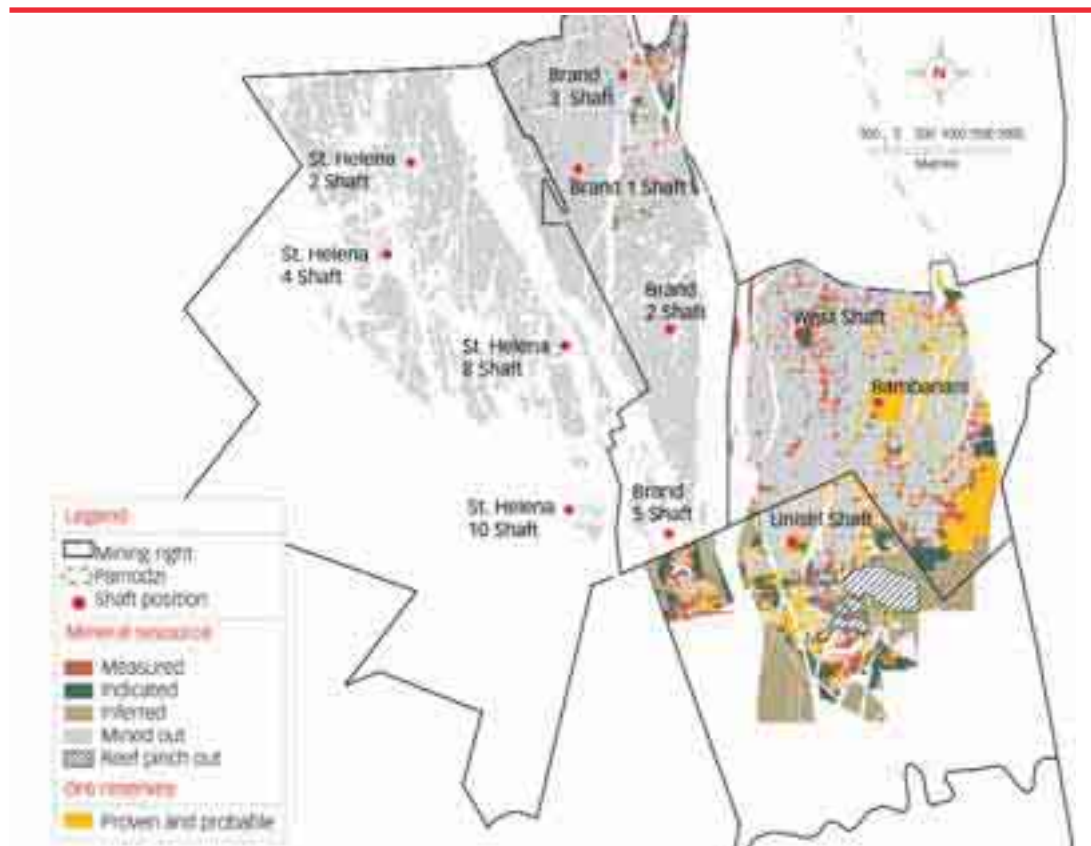 Brand
3 Shaft
N
Metres
St. Helena
2 Shaft
Brand 1 Shaft
St. Helena
4 Shaft
Brand
2 Shaft
West Shaft
St. Helena
8 Shaft
Bambanani
St. Helena
10 Shaft
Brand
5 Shaft
Unisel Shaft
Legend
Mining right
Pamodzi
Shaft position
Mineral resource
Measured
Indicated
Inferred
Mined out
Reef pinch out
Ore reserves
Proven and probable